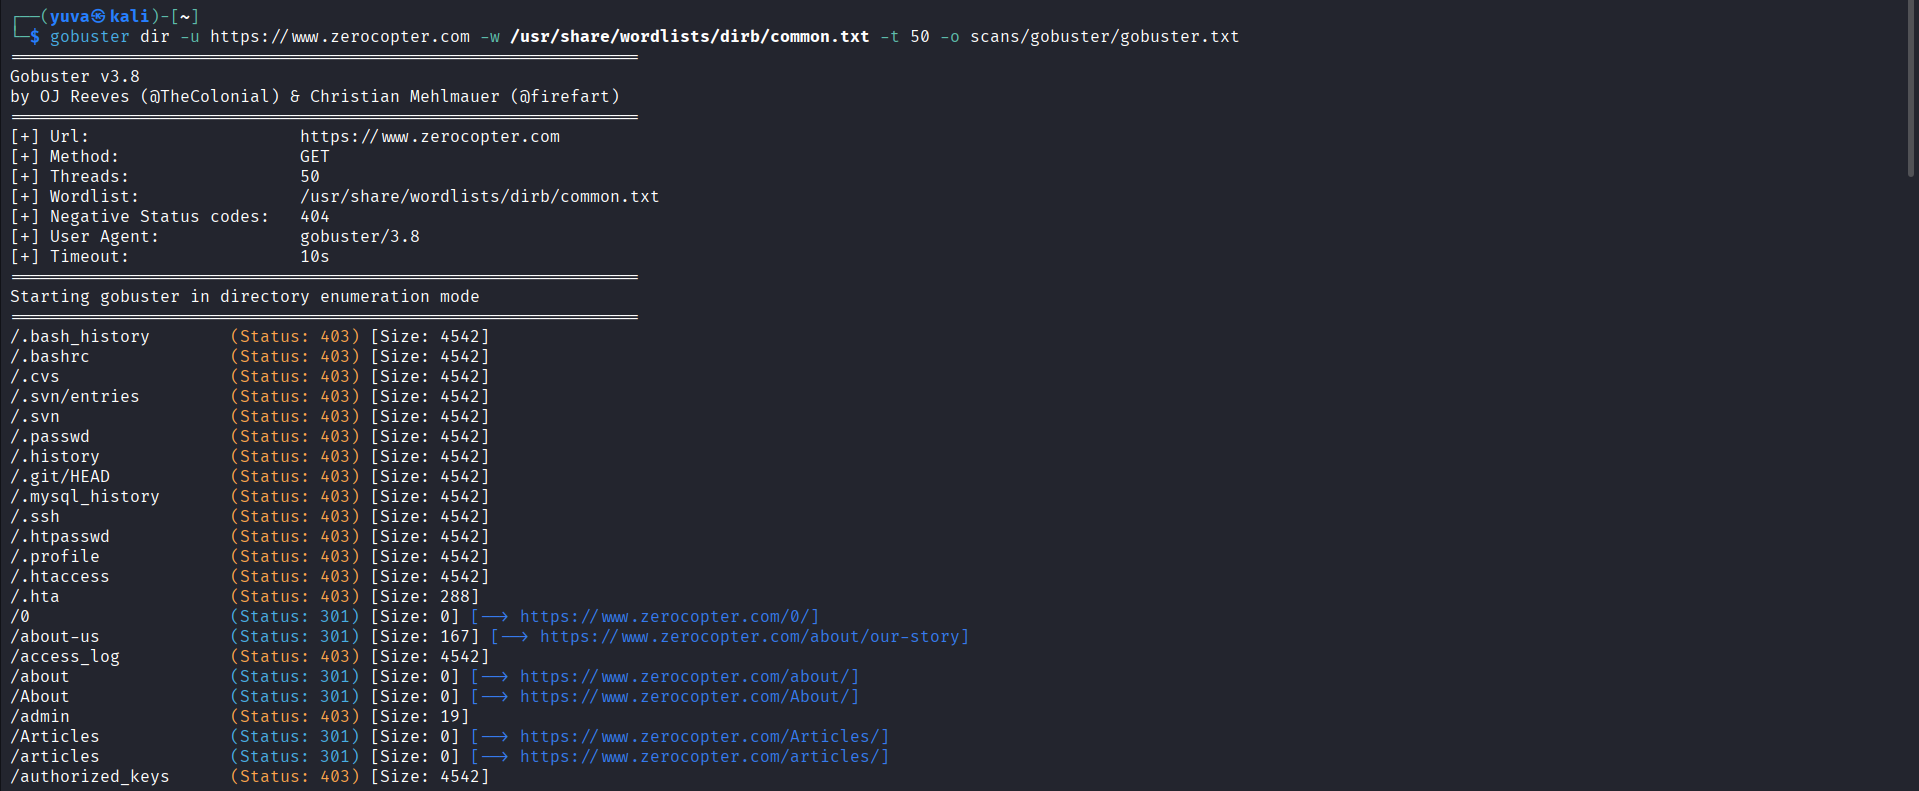 ┌──(yuva㉿kali)-[~]
└─$ gobuster dir -u https://www.zerocopter.com -w /usr/share/wordlists/dirb/common.txt -t 50 -o scans/gobuster/gobuster.txt
===============================================================
Gobuster v3.8
by OJ Reeves (@TheColonial) & Christian Mehlmauer (@firefart)
===============================================================
[+] Url:                     https://www.zerocopter.com
[+] Method:                  GET
[+] Threads:                 50
[+] Wordlist:                /usr/share/wordlists/dirb/common.txt
[+] Negative Status codes:   404
[+] User Agent:              gobuster/3.8
[+] Timeout:                 10s
===============================================================
Starting gobuster in directory enumeration mode
===============================================================
/.bash_history        (Status: 403) [Size: 4542]
/.bashrc              (Status: 403) [Size: 4542]
/.cvs                 (Status: 403) [Size: 4542]
/.svn/entries         (Status: 403) [Size: 4542]
/.svn                 (Status: 403) [Size: 4542]
/.passwd              (Status: 403) [Size: 4542]
/.history             (Status: 403) [Size: 4542]
/.git/HEAD            (Status: 403) [Size: 4542]
/.mysql_history       (Status: 403) [Size: 4542]
/.ssh                 (Status: 403) [Size: 4542]
/.htpasswd            (Status: 403) [Size: 4542]
/.profile             (Status: 403) [Size: 4542]
/.htaccess            (Status: 403) [Size: 4542]
/.hta                 (Status: 403) [Size: 288]
/0                    (Status: 301) [Size: 0] [--> https://www.zerocopter.com/0/]
/about-us             (Status: 301) [Size: 167] [--> https://www.zerocopter.com/about/our-story]
/access_log           (Status: 403) [Size: 4542]
/about                (Status: 301) [Size: 0] [--> https://www.zerocopter.com/about/]
/About                (Status: 301) [Size: 0] [--> https://www.zerocopter.com/About/]
/admin                (Status: 403) [Size: 19]
/Articles             (Status: 301) [Size: 0] [--> https://www.zerocopter.com/Articles/]
/articles             (Status: 301) [Size: 0] [--> https://www.zerocopter.com/articles/]
/authorized_keys      (Status: 403) [Size: 4542]